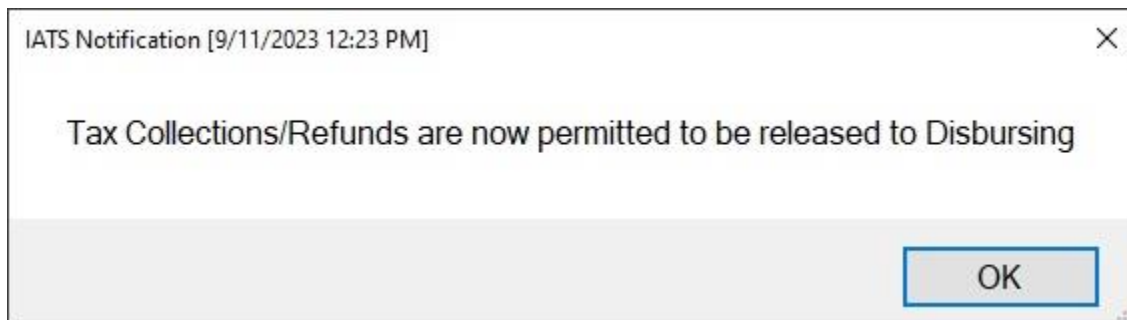 IATS Notification [9/11/2023 12:23 PM]
Tax Collections/Refunds are now permitted to be released to Disbursing
OK